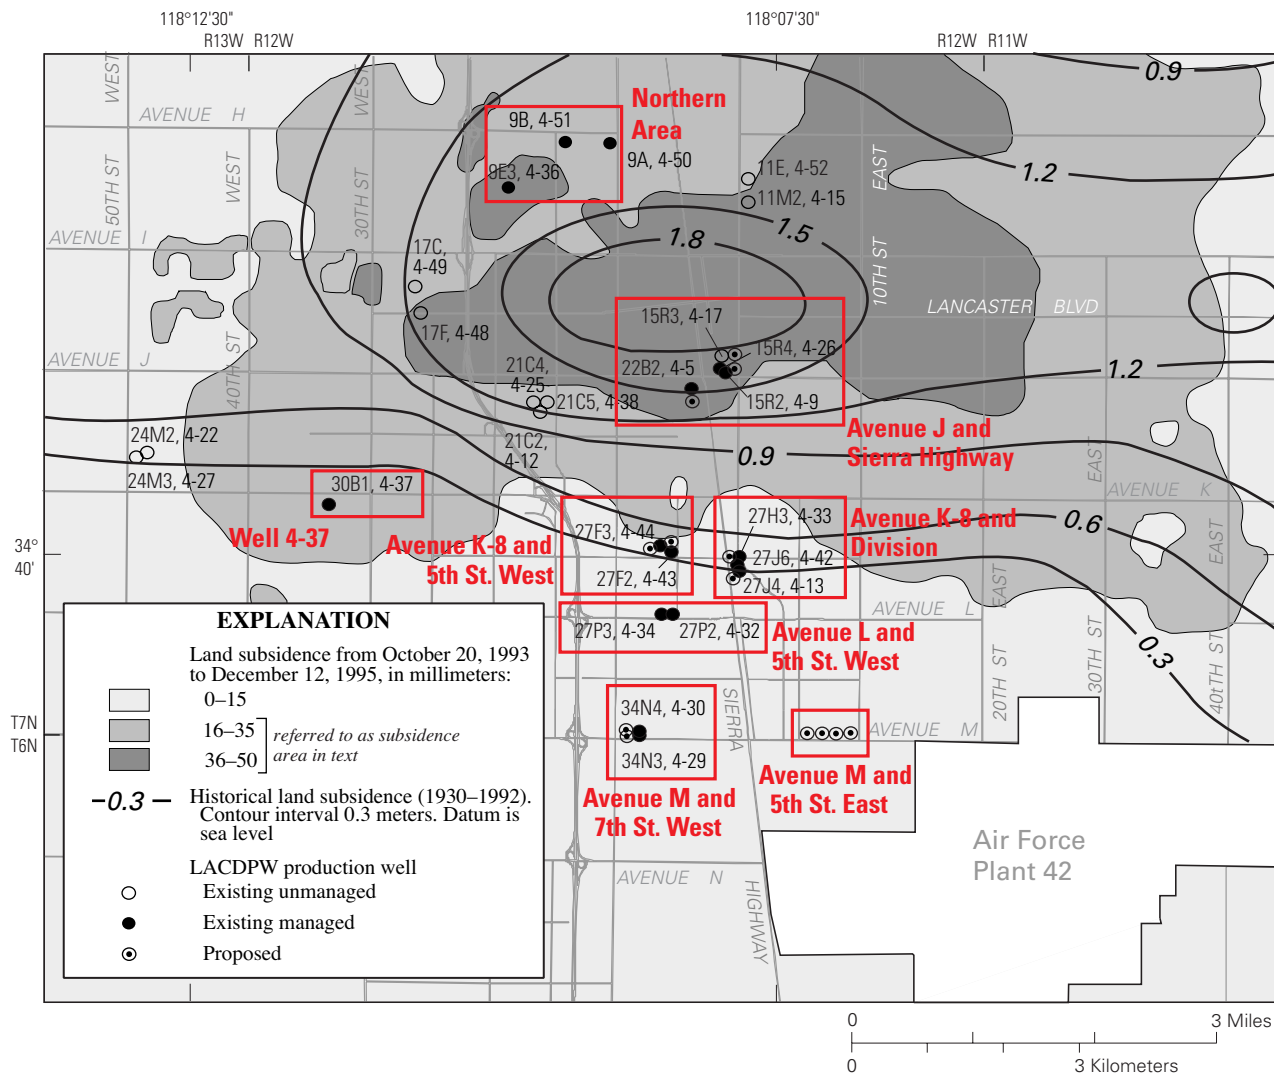 118°12'30"
118°07'30"
R13W R12W
R12W R11W
WEST
WEST
0.9
AVENUE H
9B, 4-51
Northern
Area
9A, 4-50
9E3, 4-36
11E, 4-52
11M2, 4-15
1.2
50TH ST
WEST
30TH ST
EAST
AVENUE I
17C,
4-49
1.8
1.5
10TH ST
LANCASTER BLVD
15R3, 4-17
17F, 4-48
15R4, 4-26
AVENUE J
40TH ST
21C4,
4-25
22B2, 4-5
1.2
21C5, 4-38
15R2, 4-9
Avenue J and
Sierra Highway
24M2, 4-22
21C2,
4-12
0.9
EAST
24M3, 4-27
30B1, 4-37
AVENUE K
Well 4-37
27F3, 4-44
27H3, 4-33
Avenue K-8 and
Division
0.6
EAST
34°
40'
Avenue K-8 and
5th St. West
27J6, 4-42
27F2, 4-43
27J4, 4-13
EAST
AVENUE L
27P3, 4-34
27P2, 4-32
Avenue L and
5th St. West
0.3
20TH ST
30TH ST
40tTH ST
EXPLANATION
Land subsidence from October 20, 1993
to December 12, 1995, in millimeters:
0–15
16–35
36–50
referred to as subsidence
area in text
0.3
Historical land subsidence (1930–1992).
Contour interval 0.3 meters. Datum is
sea level
LACDPW production well
Existing unmanaged
Existing managed
Proposed
T7N
T6N
34N4, 4-30
34N3, 4-29
SIERRA
AVENUE M
Avenue M and
7th St. West
Avenue M and
5th St. East
Air Force
Plant 42
AVENUE N
HIGHWAY
0 3 Miles
0 3 Kilometers